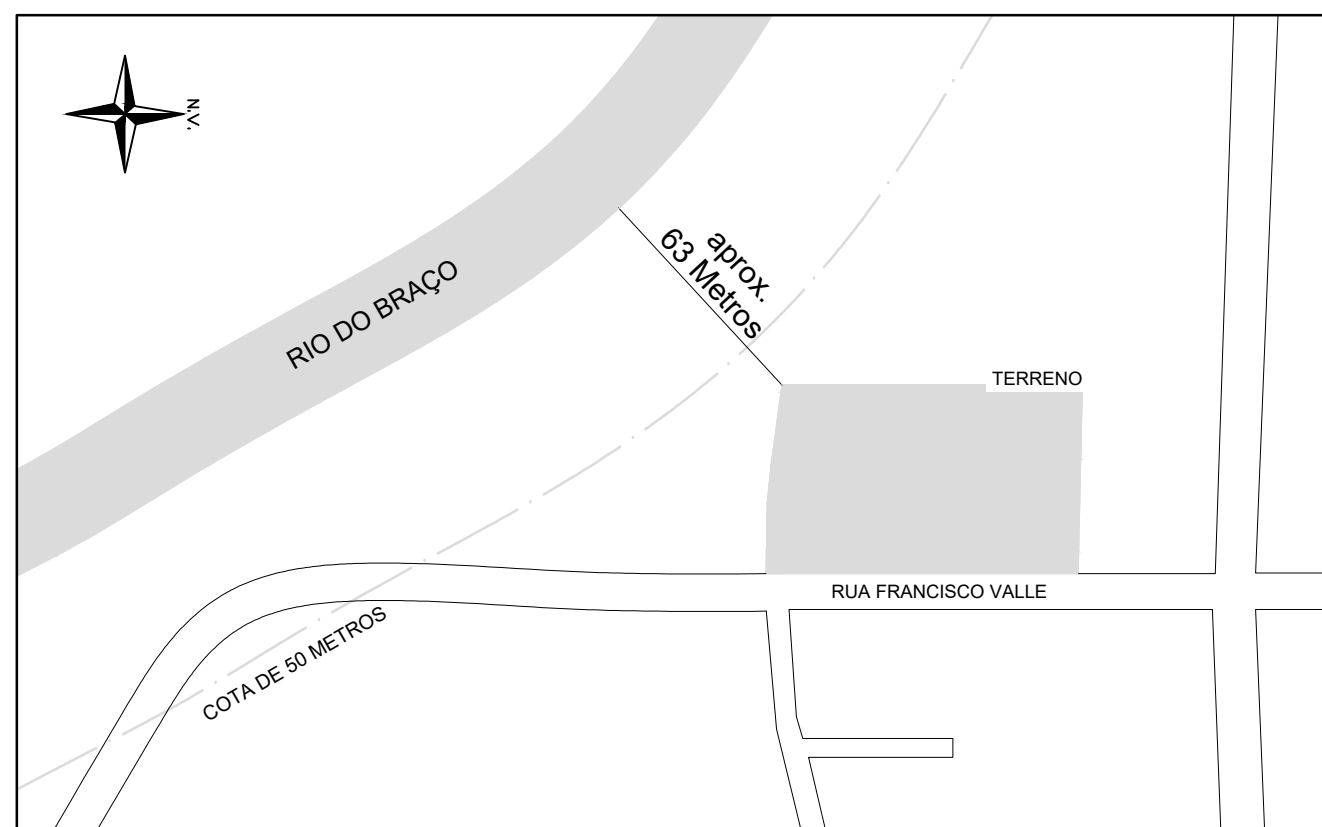 N.V.
aprox.
63 Metros
RIO DO BRAÇO
TERRENO
RUA FRANCISCO VALLE
COTA DE 50 METROS